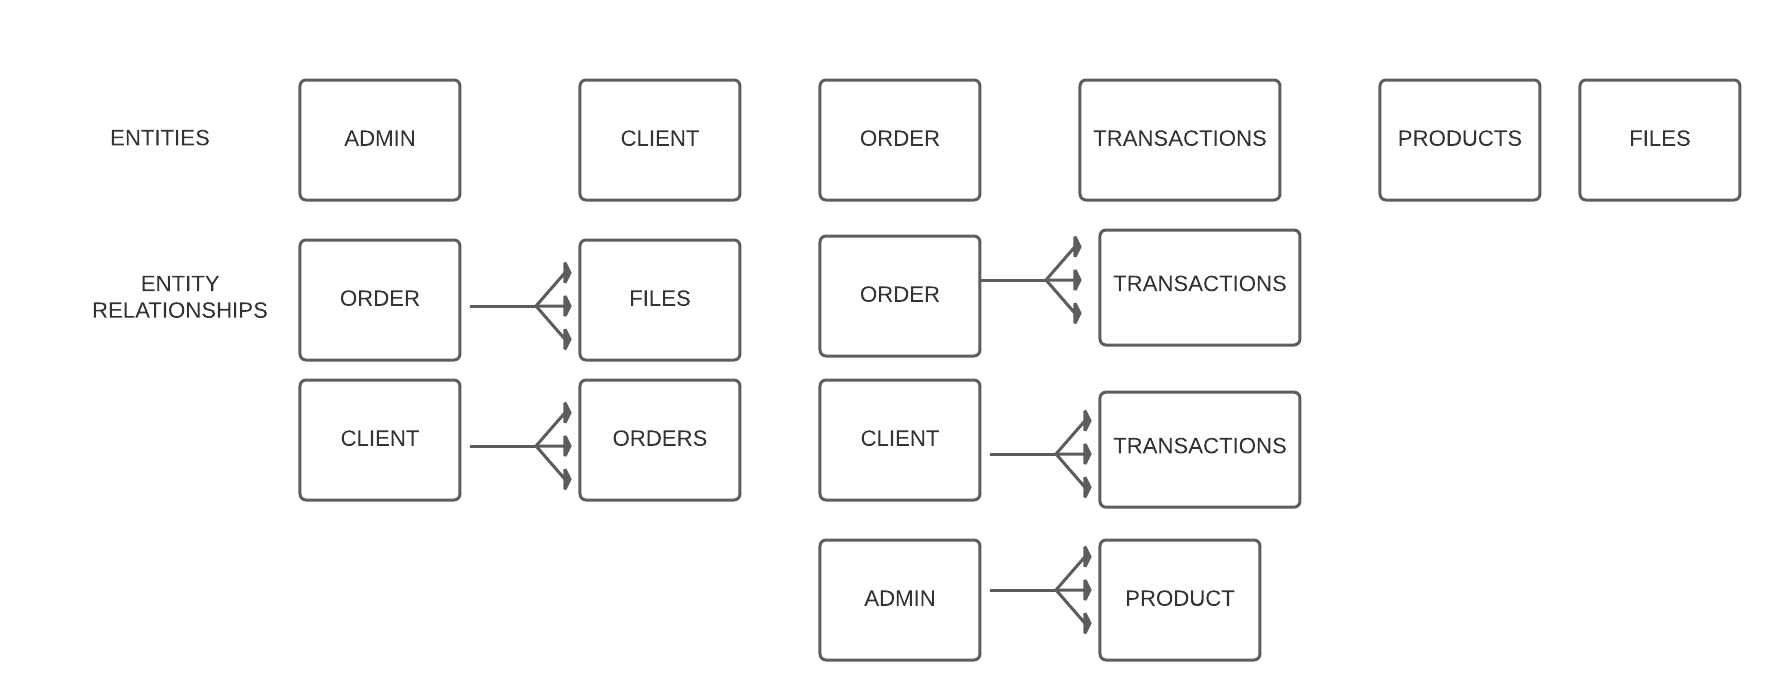 ENTITIES
ADMIN
CLIENT
ORDER
TRANSACTIONS
PRODUCTS
FILES
ENTITY
RELATIONSHIPS
ORDER
FILES
ORDER
TRANSACTIONS
CLIENT
ORDERS
CLIENT
TRANSACTIONS
ADMIN
PRODUCT